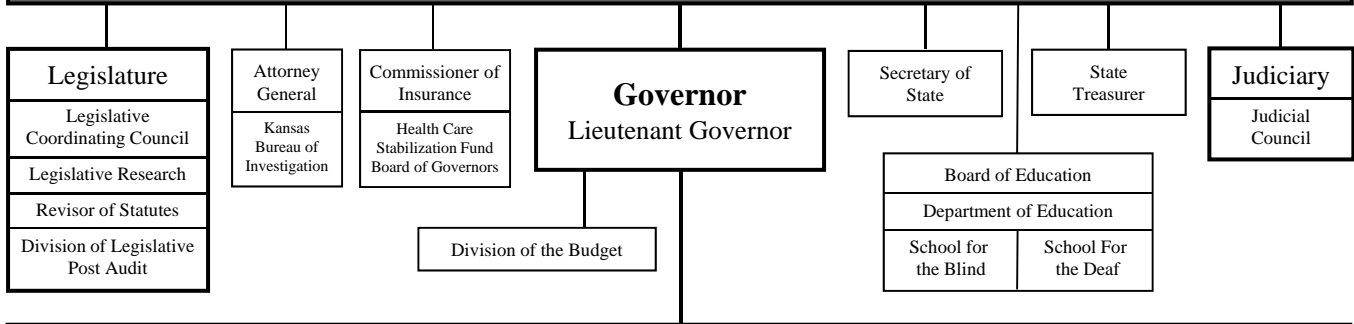 Legislature
Legislative
Coordinating Council
Legislative Research
Revisor of Statutes
Division of Legislative
Post Audit
Attorney
General
Kansas
Bureau of
Investigation
Commissioner of
Insurance
Health Care
Stabilization Fund
Board of Governors
Governor
Lieutenant Governor
Division of the Budget
Secretary of
State
Board of Education
Department of Education
School for
the Blind
School For
the Deaf
State
Treasurer
Judiciary
Judicial
Council